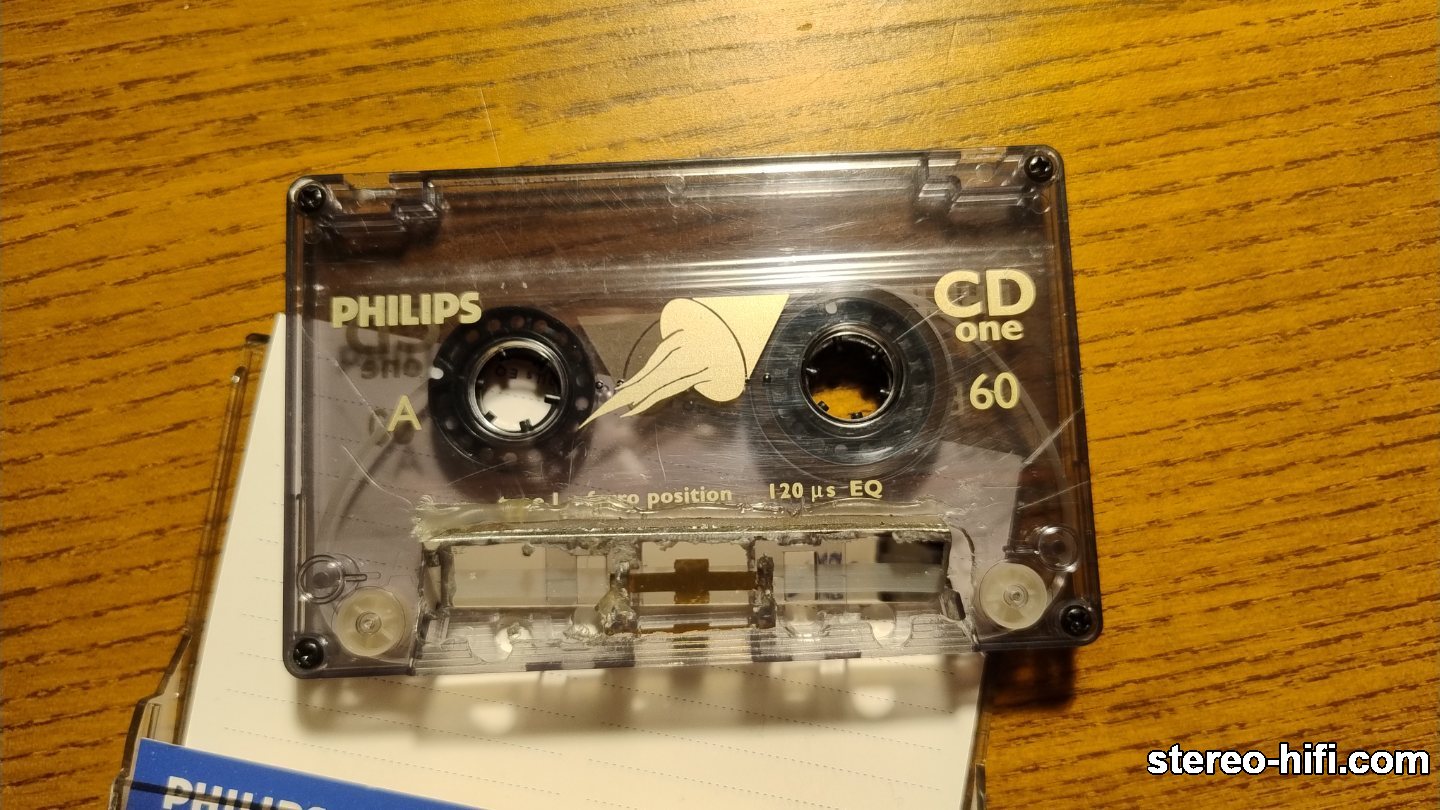 PHILIPS
CD
one
A
60
position 120 µs EQ
PHILIPS
stereo-hifi.com